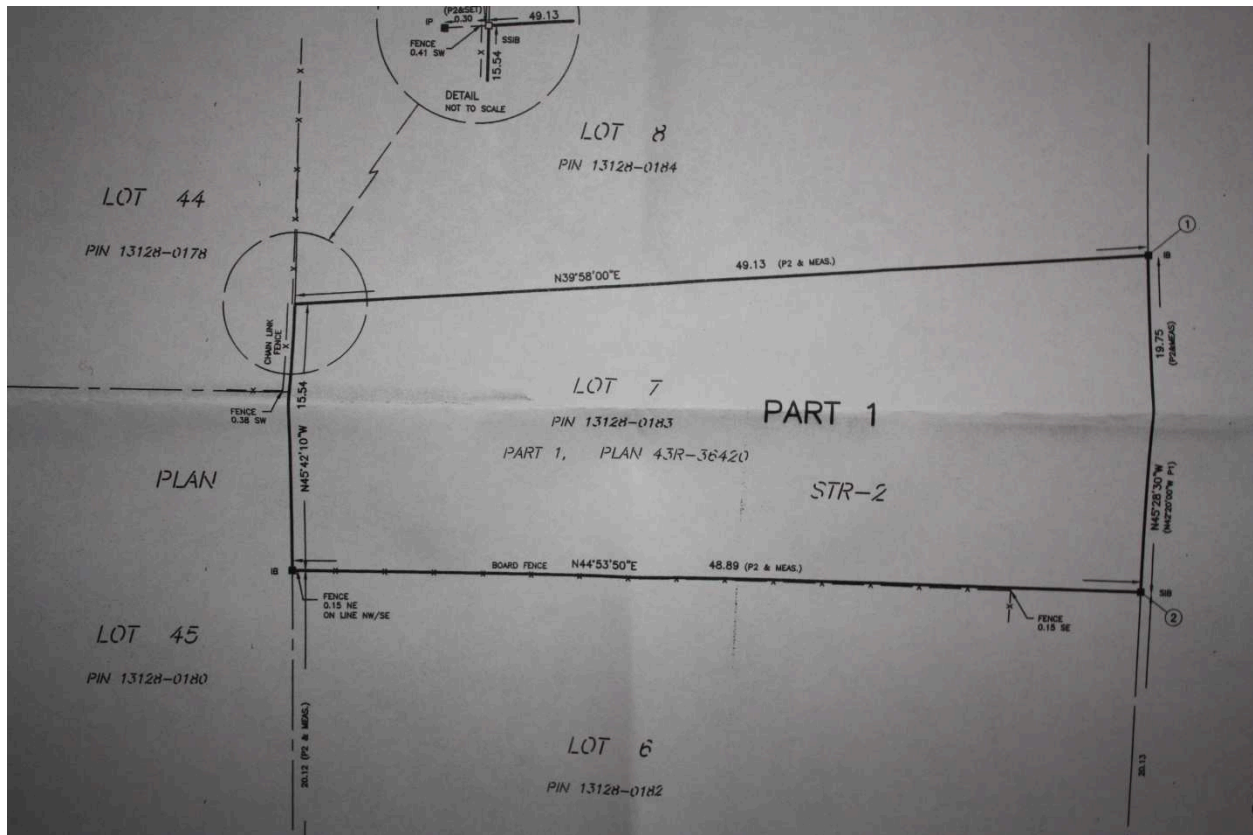 (P2&SET)
0.30
49.13
IP
FENCE
0.41 SW
SSIB
15.54
DETAIL
NOT TO SCALE
LOT 8
PIN 13128-0184
LOT 44
PIN 13128-0178
1
IB
49.13 (P2 & MEAS.)
N39°58'00"E
CHAIN LINK
FENCE
19.75
(P2&MEAS)
15.54
N45°42'10"W
FENCE
0.38 SW
LOT 7
PIN 13128-0183
PART 1, PLAN 43R-36420
PART 1
STR-2
PLAN
N45°28'30"W
(N42°20'00"W P1)
IB
BOARD FENCE N44°53'50"E 48.89 (P2 & MEAS.)
FENCE
0.15 NE
ON LINE NW/SE
FENCE
0.15 SE
SIB
2
LOT 45
PIN 13128-0180
20.12 (P2 & MEAS.)
LOT 6
PIN 13128-0182
20.13